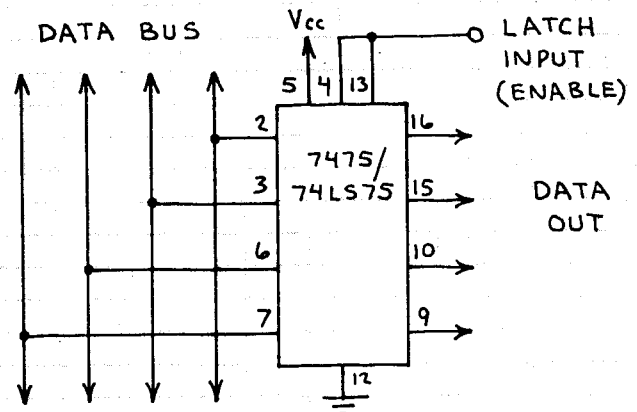 DATA BUS
Vcc
LATCH
INPUT
(ENABLE)
5 4 13
2
16
7475/
74LS75
3
15
DATA
OUT
6
10
7
9
12